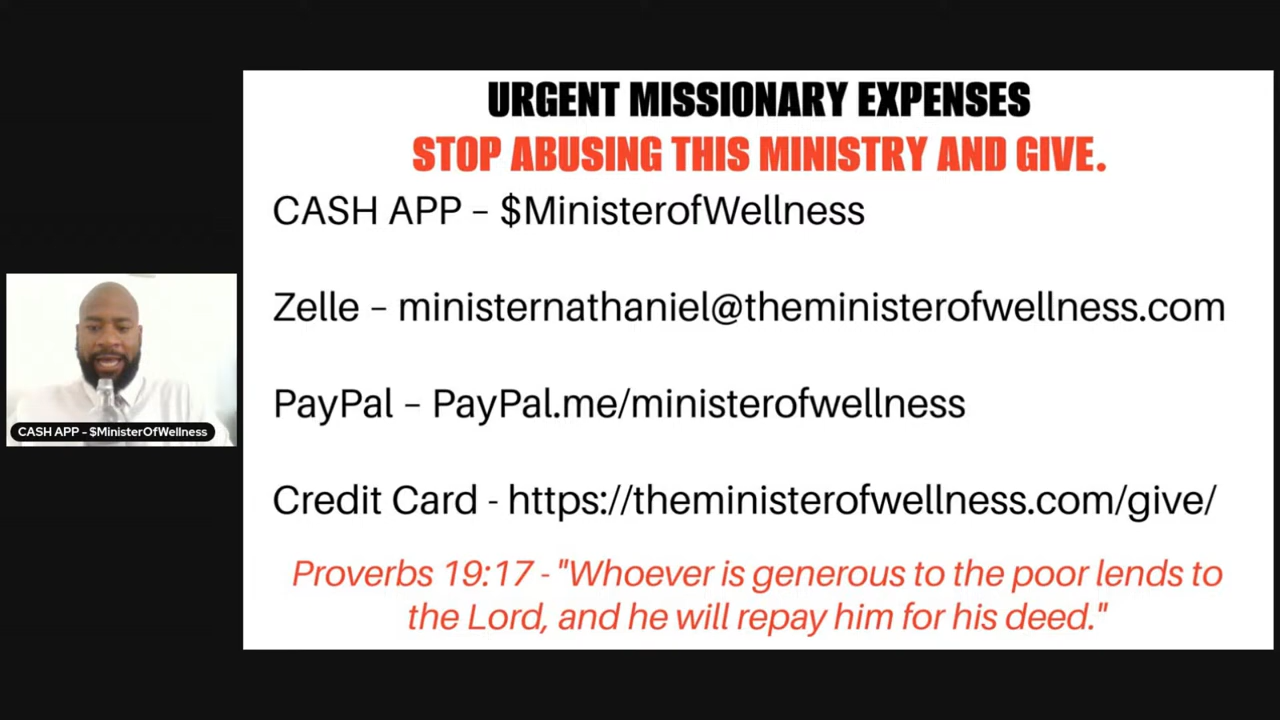 URGENT MISSIONARY EXPENSES
STOP ABUSING THIS MINISTRY AND GIVE.
CASH APP – $MinisterofWellness
Zelle – ministernathaniel@theministerofwellness.com
PayPal – PayPal.me/ministerofwellness
CASH APP – $MinisterOfWellness
Credit Card - https://theministerofwellness.com/give/
Proverbs 19:17 - "Whoever is generous to the poor lends to
the Lord, and he will repay him for his deed."